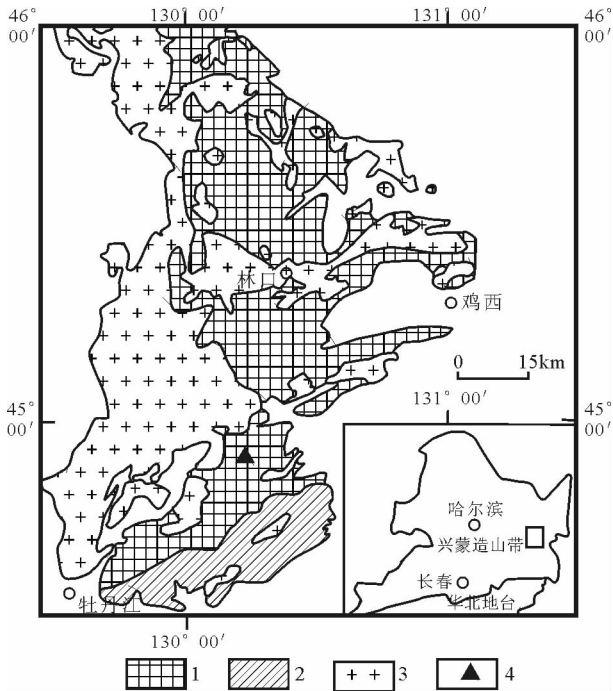 46° 00′
130° 00′
131° 00′
46° 00′
林口
鸡西
0 15km
45° 00′
131° 00′
45° 00′
哈尔滨
兴蒙造山带
长春
华北地台
牡丹江
130° 00′
1 2 3 4